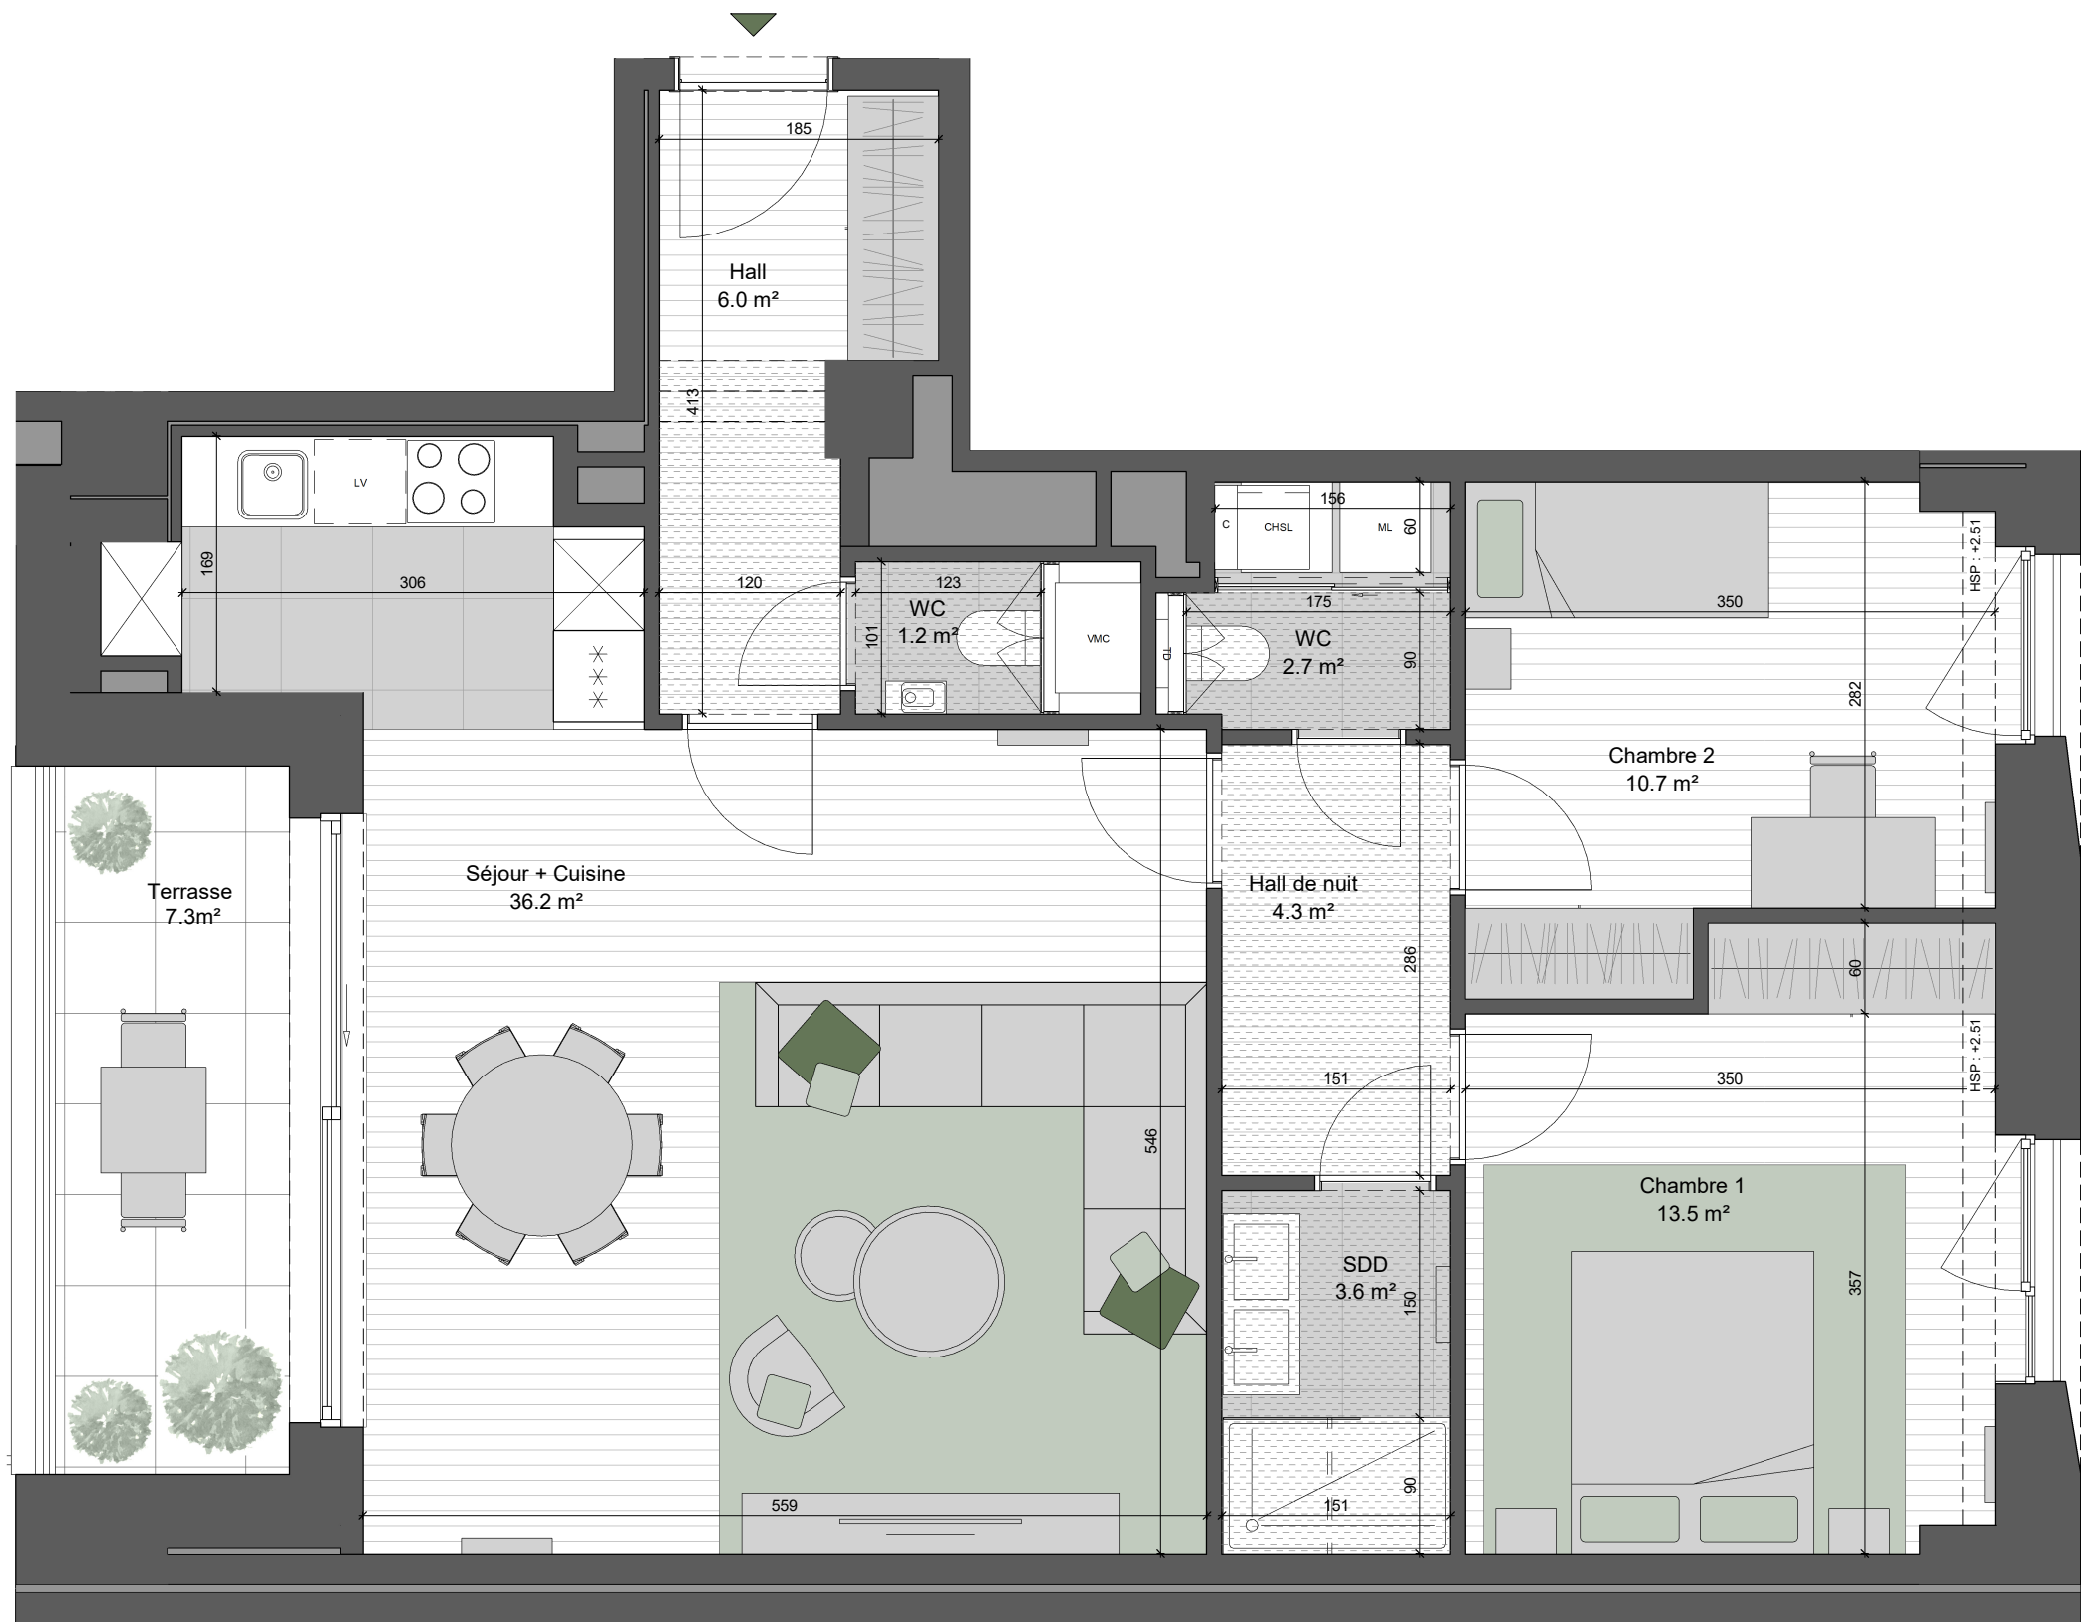 185
Hall
6.0 m²
413
LV
156
C
CHSL
ML
60
HSP : +2.51
169
306
120
123
WC
1.2 m²
101
VMC
TD
175
WC
2.7 m²
90
350
282
Chambre 2
10.7 m²
Terrasse
7.3m²
Séjour + Cuisine
36.2 m²
Hall de nuit
4.3 m²
286
60
HSP : +2.51
151
350
546
Chambre 1
13.5 m²
SDD
3.6 m²
150
357
90
559
151